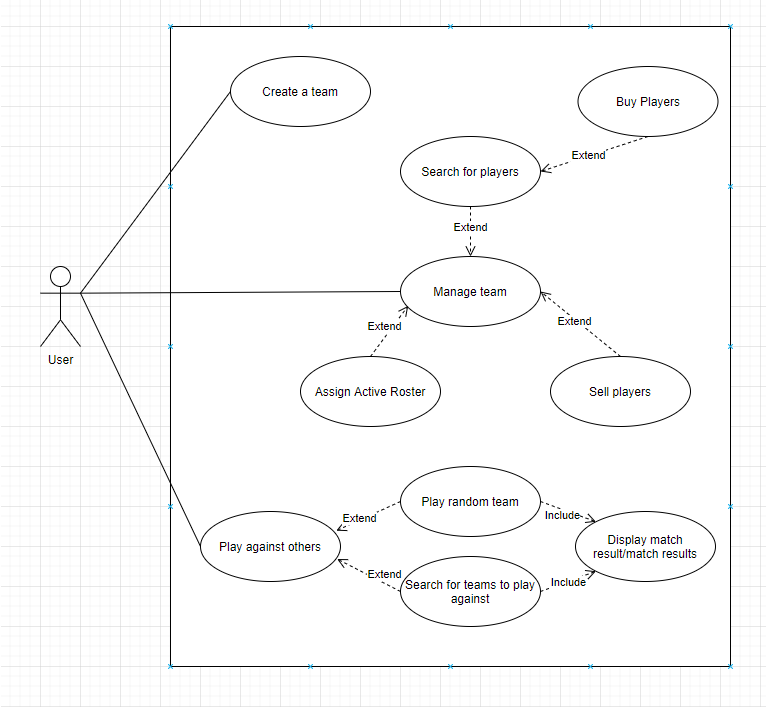 Create a team
Buy Players
Extend
Search for players
Extend
Manage team
Extend
Extend
User
Assign Active Roster
Sell players
Play random team
Extend
Include
Play against others
Display match
result/match results
Extend
Include
Search for teams to play
against